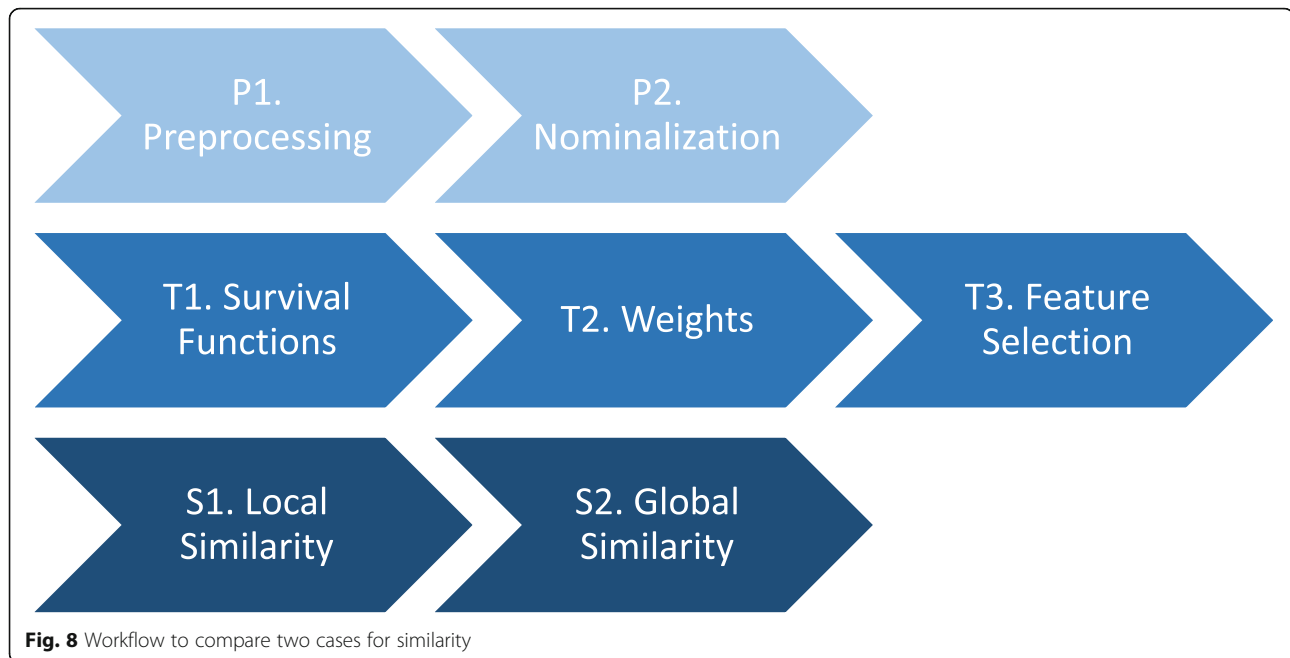 P1.
Preprocessing
P2.
Nominalization
T1. Survival
Functions
T2. Weights
T3. Feature
Selection
S1. Local
Similarity
S2. Global
Similarity
Fig. 8 Workflow to compare two cases for similarity